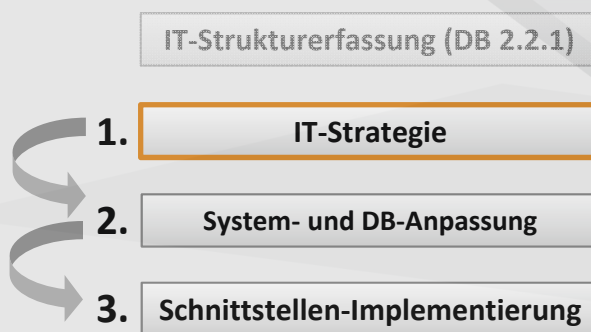 IT-Strukturerfassung (DB 2.2.1)
1. IT-Strategie
2. System- und DB-Anpassung
3. Schnittstellen-Implementierung